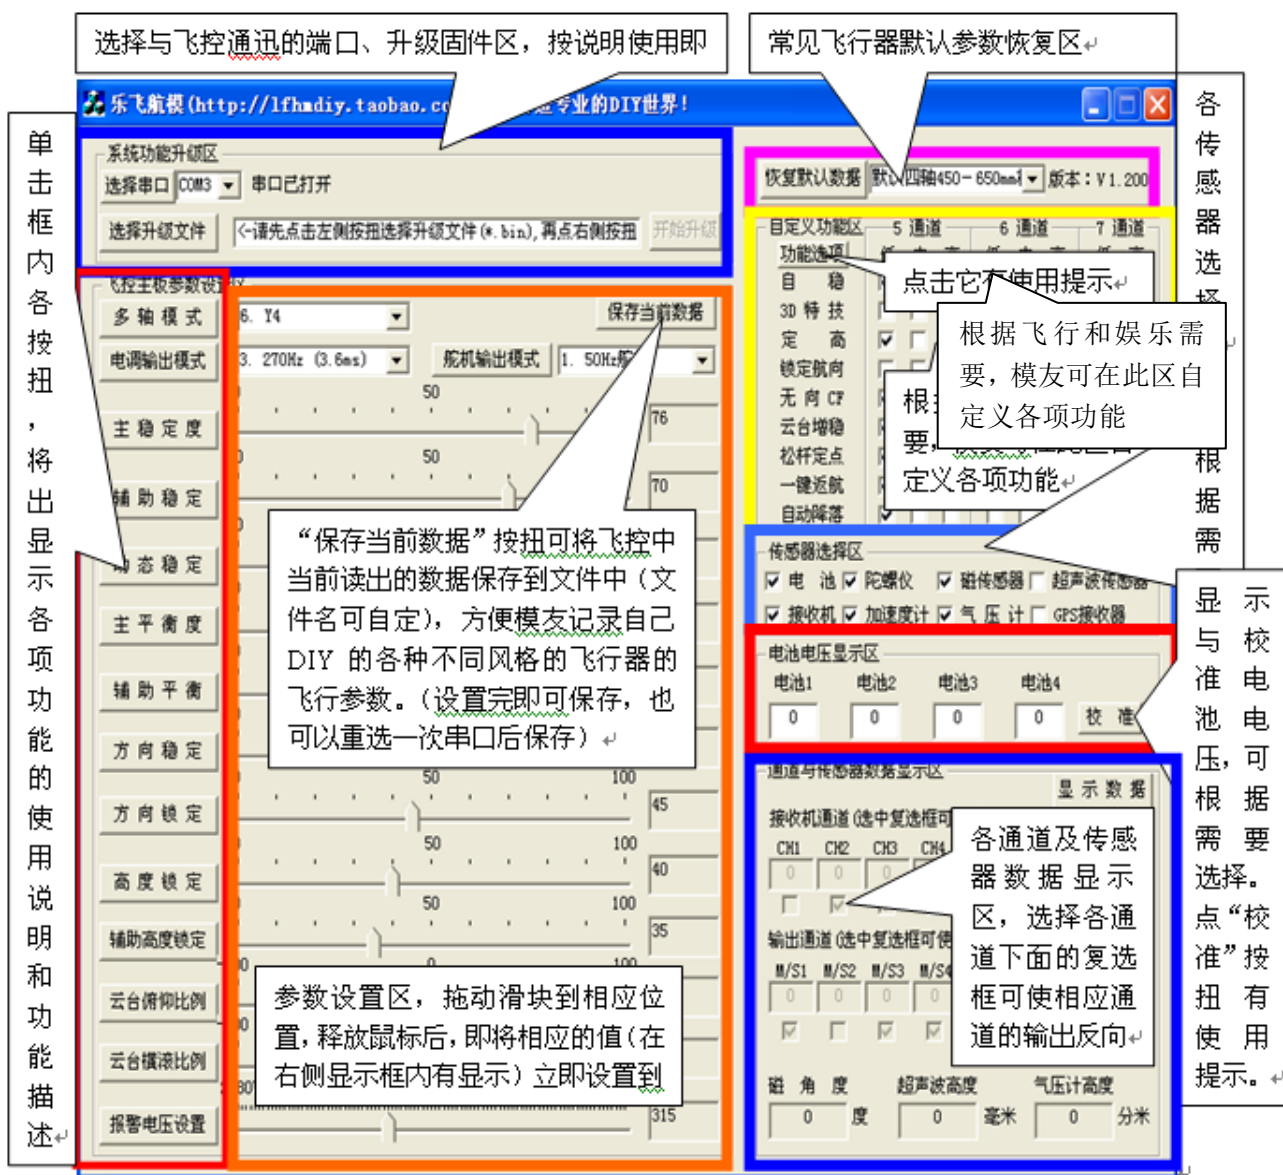 选择与飞控通迅的端口、升级固件区，按说明使用即
常见飞行器默认参数恢复区
乐飞航模(http://lfhmdiy.taobao.co
专业的DIY世界!
单击框内各按扭，将出显示各项功能的使用说明和功能描述
各传感器选择
根据需
系统功能升级区
选择串口 COM3 串口已打开
选择升级文件 <-请先点击左侧按扭选择升级文件(*.bin),再点右侧按扭 开始升级
恢复默认数据 默认四轴450-650mm 版本:V1.200
自定义功能区 5 通道 6 通道 7 通道
功能选项
自 稳
3D 特 技
定 高
锁定航向
无 向 CF
云台增稳
松杆定点
一键返航
自动降落
点击它有使用提示
根据飞行和娱乐需
要，模友可在此区自
定义各项功能
要，
定义各项功能
飞控主板参数设
多 轴 模 式 6. Y4 保存当前数据
电调输出模式 3. 270Hz (3.6ms) 舵机输出模式 1. 50Hz舵
50
主 稳 定 度 76
50
辅 助 稳 定 70
动 态 稳 定
主 平 衡 度
辅 助 平 衡
方 向 稳 定
50 100
方 向 锁 定 45
50 100
高 度 锁 定 40
50 100
辅助高度锁定 35
0 100
云台俯仰比例
云台横滚比例
报警电压设置 315
“保存当前数据”按扭可将飞控中
当前读出的数据保存到文件中（文
件名可自定），方便模友记录自己
DIY 的各种不同风格的飞行器的
飞行参数。（设置完即可保存，也
可以重选一次串口后保存）
参数设置区，拖动滑块到相应位
置，释放鼠标后，即将相应的值（在
右侧显示框内有显示）立即设置到
传感器选择区
电 池 陀螺仪 磁传感器 超声波传感器
接收机 加速度计 气 压 计 GPS接收器
电池电压显示区
电池1 电池2 电池3 电池4
0 0 0 0 校 准
显示与校准电池电压，可根据需要选择。点“校准”按扭有使用提示。
通道与传感器数据显示区
显 示 数 据
接收机通道(选中复选框可
CH1 CH2 CH3 CH4
0 0 0 0
输出通道(选中复选框可使
M/S1 M/S2 M/S3 M/S4
0 0 0 0
各通道及传感
器数据显示
区，选择各通
道下面的复选
框可使相应通
道的输出反向
磁 角 度 超声波高度 气压计高度
0 度 0 毫米 0 分米